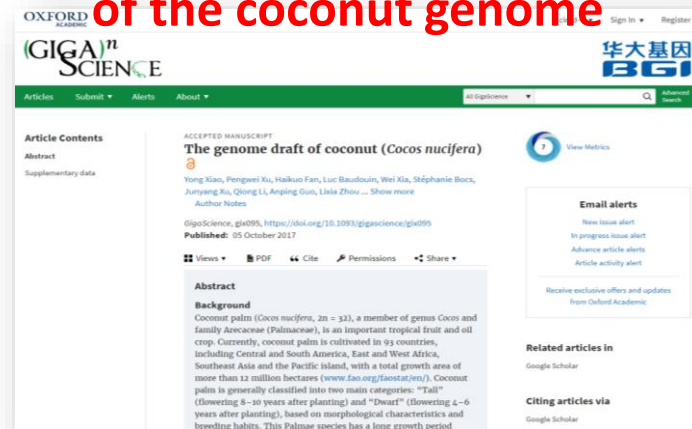 of the coconut genome
OXFORD
ACADEMIC
Sign In ▾ Register
(GIGA)n
SCIENCE
华大基因
BGI
Articles Submit ▾ Alerts About ▾
All GigaScience ▾
Advanced
Search
Article Contents
Abstract
Supplementary data
ACCEPTED MANUSCRIPT
The genome draft of coconut (Cocos nucifera)
Yong Xiao, Pengwei Xu, Haikuo Fan, Luc Baudouin, Wei Xia, Stéphanie Bocs,
Junyang Xu, Qiong Li, Anping Guo, Lixia Zhou ... Show more
Author Notes
GigaScience, gix095, https://doi.org/10.1093/gigascience/gix095
Published: 05 October 2017
Views ▾ PDF Cite Permissions Share ▾
Abstract
Background
Coconut palm (Cocos nucifera, 2n = 32), a member of genus Cocos and
family Arecaceae (Palmaceae), is an important tropical fruit and oil
crop. Currently, coconut palm is cultivated in 93 countries,
including Central and South America, East and West Africa,
Southeast Asia and the Pacific island, with a total growth area of
more than 12 million hectares (www.fao.org/faostat/en/). Coconut
palm is generally classified into two main categories: “Tall”
(flowering 8–10 years after planting) and “Dwarf” (flowering 4–6
years after planting), based on morphological characteristics and
breeding habits. This Palmae species has a long growth period
7
View Metrics
Email alerts
New issue alert
In progress issue alert
Advance article alerts
Article activity alert
Receive exclusive offers and updates
from Oxford Academic
Related articles in
Google Scholar
Citing articles via
Google Scholar